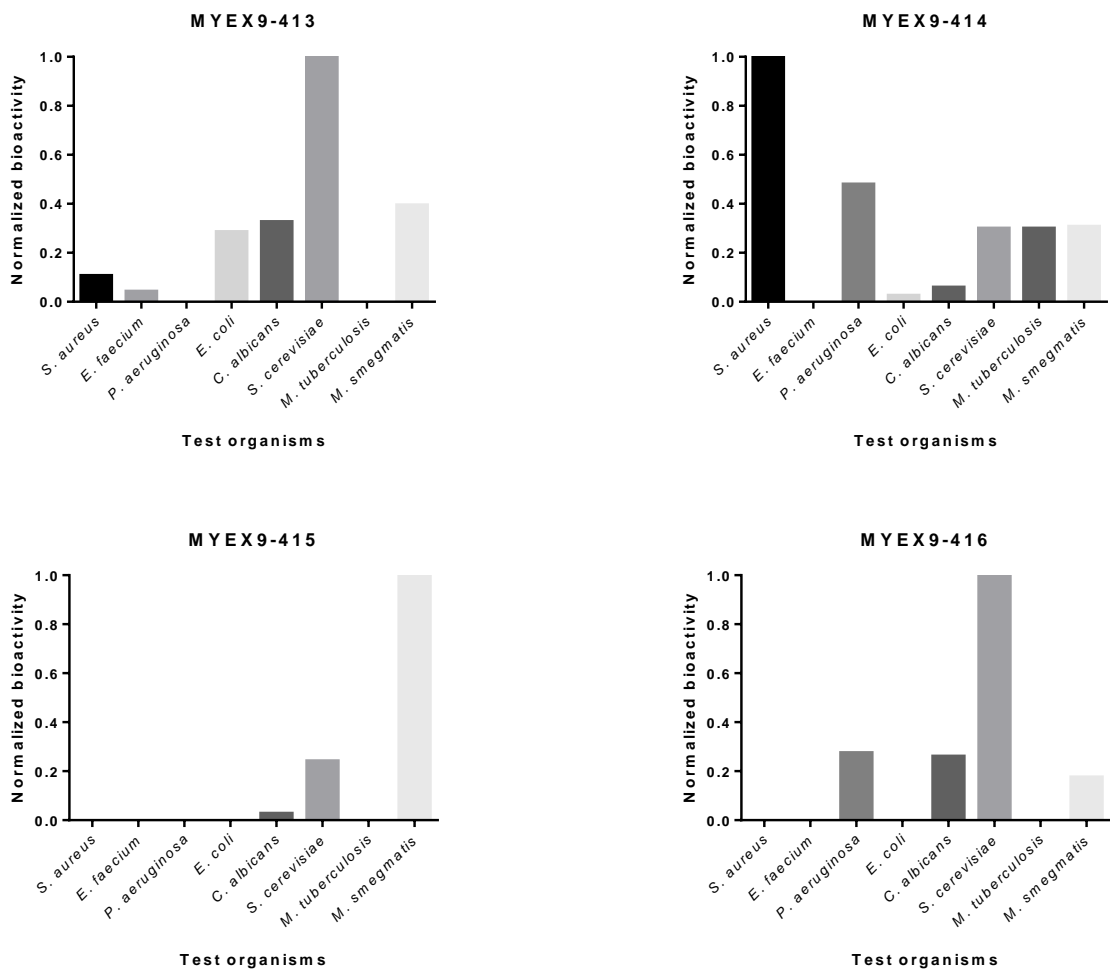 MYEX9-413
Normalized bioactivity
1.0
0.8
0.6
0.4
0.2
0.0
S. aureus
E. faecium
P. aeruginosa
E. coli
C. albicans
S. cerevisiae
M. tuberculosis
M. smegmatis
Test organisms
MYEX9-414
Normalized bioactivity
1.0
0.8
0.6
0.4
0.2
0.0
S. aureus
E. faecium
P. aeruginosa
E. coli
C. albicans
S. cerevisiae
M. tuberculosis
M. smegmatis
Test organisms
MYEX9-415
Normalized bioactivity
1.0
0.8
0.6
0.4
0.2
0.0
S. aureus
E. faecium
P. aeruginosa
E. coli
C. albicans
S. cerevisiae
M. tuberculosis
M. smegmatis
Test organisms
MYEX9-416
Normalized bioactivity
1.0
0.8
0.6
0.4
0.2
0.0
S. aureus
E. faecium
P. aeruginosa
E. coli
C. albicans
S. cerevisiae
M. tuberculosis
M. smegmatis
Test organisms